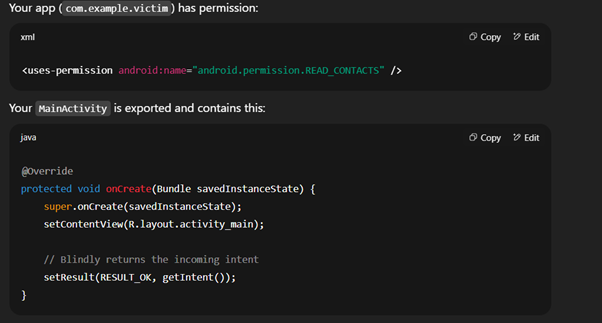 Your app (com.example.victim) has permission:
xml
Copy
Edit
<uses-permission android:name="android.permission.READ_CONTACTS" />
Your MainActivity is exported and contains this:
java
Copy
Edit
@Override
protected void onCreate(Bundle savedInstanceState) {
    super.onCreate(savedInstanceState);
    setContentView(R.layout.activity_main);
    // Blindly returns the incoming intent
    setResult(RESULT_OK, getIntent());
}